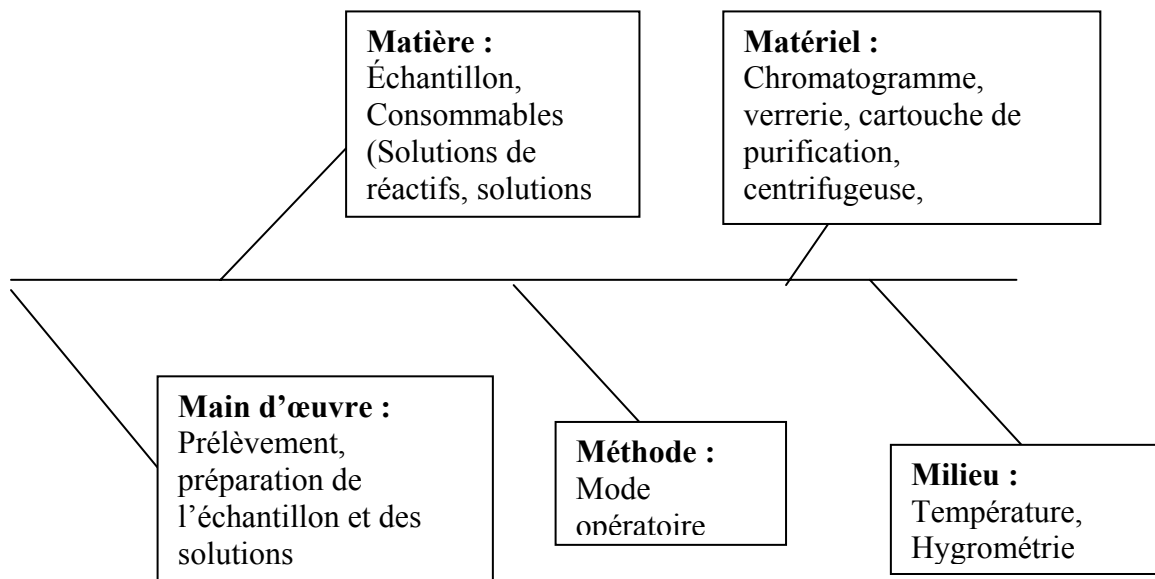 Matière :
Échantillon,
Consommables
(Solutions de
réactifs, solutions
Matériel :
Chromatogramme,
verrerie, cartouche de
purification,
centrifugeuse,
Main d’œuvre :
Prélèvement,
préparation de
l’échantillon et des
solutions
Méthode :
Mode
opératoire
Milieu :
Température,
Hygrométrie